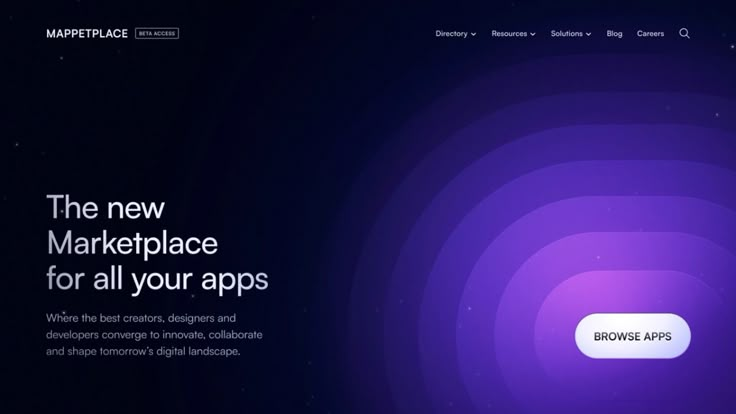 MAPPETPLACE BETA ACCESS Directory Resources Solutions Blog Careers
The new
Marketplace
for all your apps
Where the best creators, designers and
developers converge to innovate, collaborate
and shape tomorrow's digital landscape.
BROWSE APPS